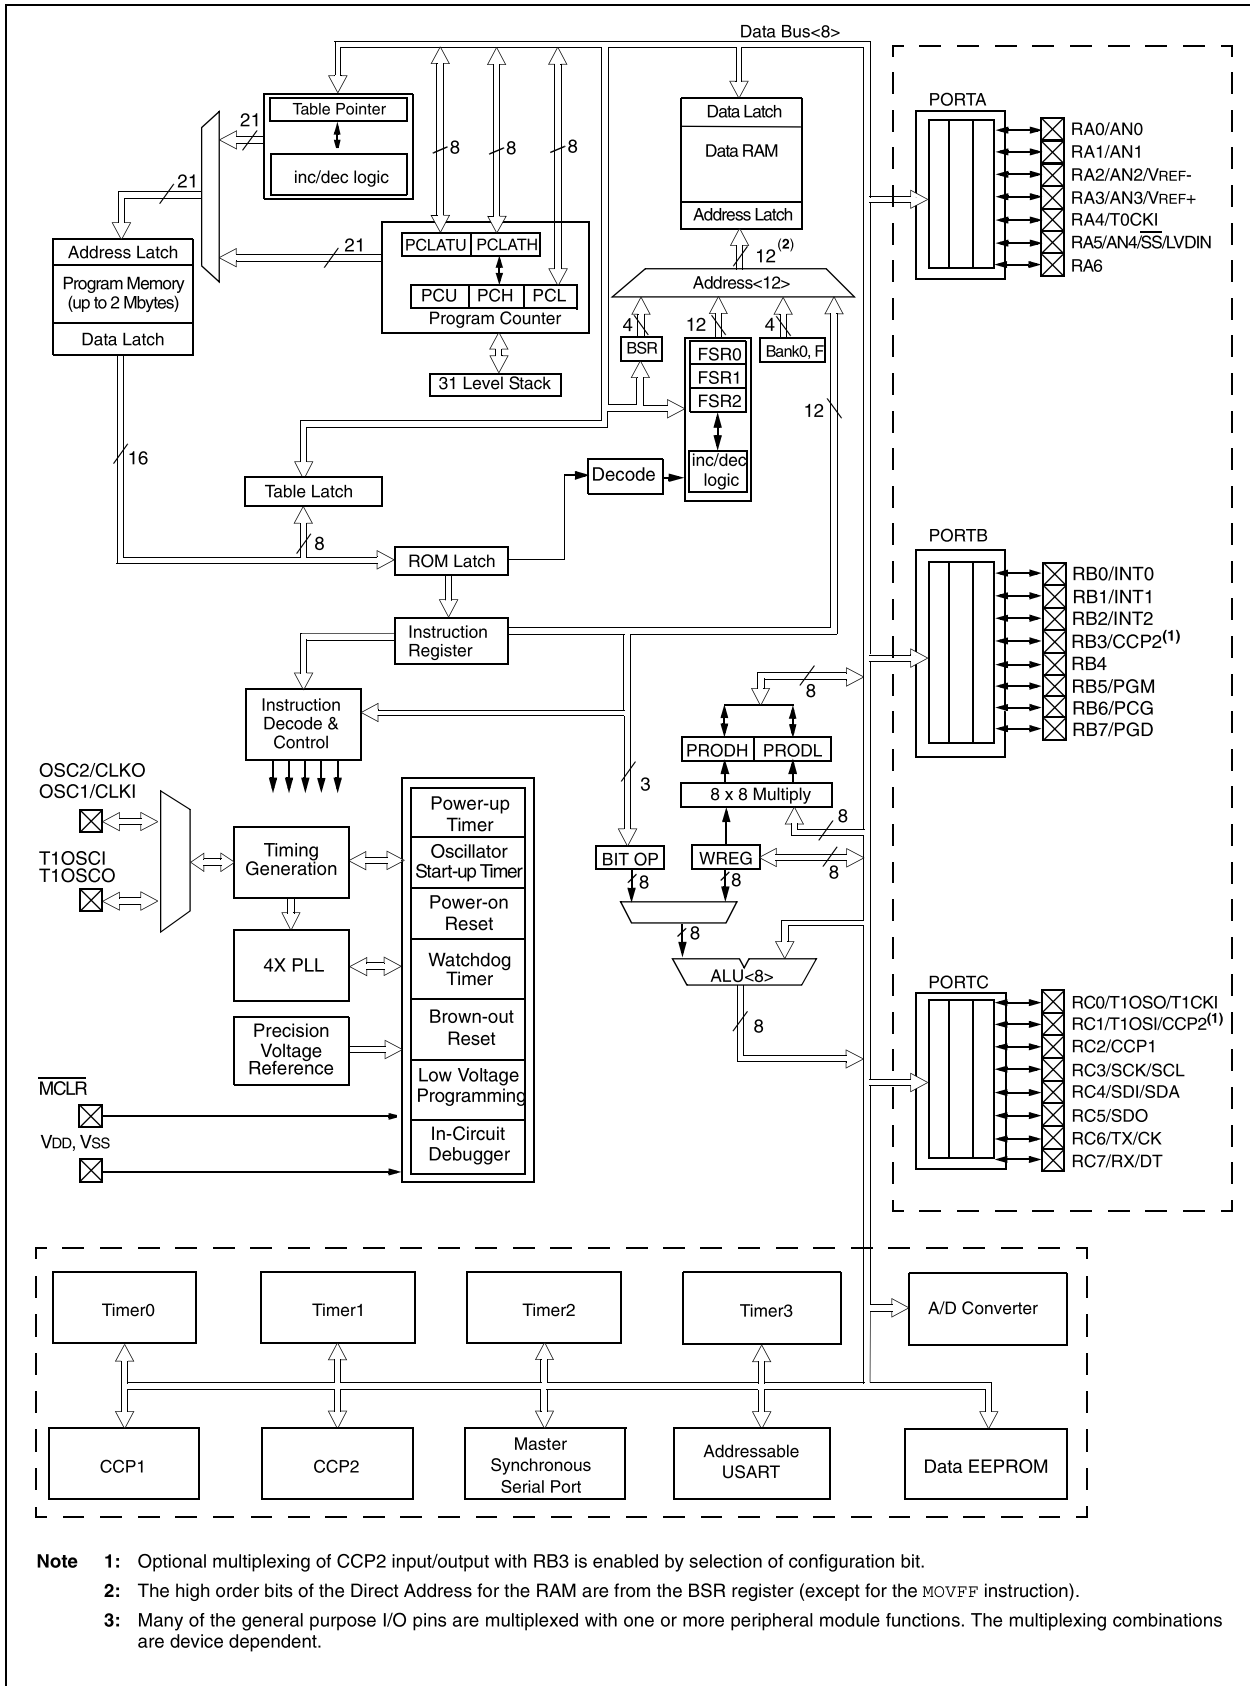 Data Bus<8>
PORTA
Table Pointer
21
inc/dec logic
21
8
8
8
Data Latch
Data RAM
Address Latch
RA0/AN0
RA1/AN1
RA2/AN2/VREF-
RA3/AN3/VREF+
RA4/T0CKI
RA5/AN4/SS/LVDIN
RA6
Address Latch
Program Memory
(up to 2 Mbytes)
Data Latch
21
PCLATU
PCLATH
PCU
PCH
PCL
Program Counter
12(2)
Address<12>
4
12
4
BSR
FSR0
FSR1
FSR2
Bank0, F
31 Level Stack
12
16
inc/dec
logic
Decode
Table Latch
8
ROM Latch
PORTB
RB0/INT0
RB1/INT1
RB2/INT2
RB3/CCP2(1)
RB4
RB5/PGM
RB6/PCG
RB7/PGD
Instruction
Register
Instruction
Decode &
Control
8
PRODH
PRODL
8 x 8 Multiply
3
8
BIT OP
WREG
8
8
8
8
ALU<8>
8
OSC2/CLKO
OSC1/CLKI
T1OSCI
T1OSCO
Timing
Generation
4X PLL
Precision
Voltage
Reference
MCLR
VDD, VSS
Power-up
Timer
Oscillator
Start-up Timer
Power-on
Reset
Watchdog
Timer
Brown-out
Reset
Low Voltage
Programming
In-Circuit
Debugger
PORTC
RC0/T1OSO/T1CKI
RC1/T1OSI/CCP2(1)
RC2/CCP1
RC3/SCK/SCL
RC4/SDI/SDA
RC5/SDO
RC6/TX/CK
RC7/RX/DT
Timer0
Timer1
Timer2
Timer3
A/D Converter
CCP1
CCP2
Master
Synchronous
Serial Port
Addressable
USART
Data EEPROM
Note 1: Optional multiplexing of CCP2 input/output with RB3 is enabled by selection of configuration bit.
2: The high order bits of the Direct Address for the RAM are from the BSR register (except for the MOVFF instruction).
3: Many of the general purpose I/O pins are multiplexed with one or more peripheral module functions. The multiplexing combinations
are device dependent.